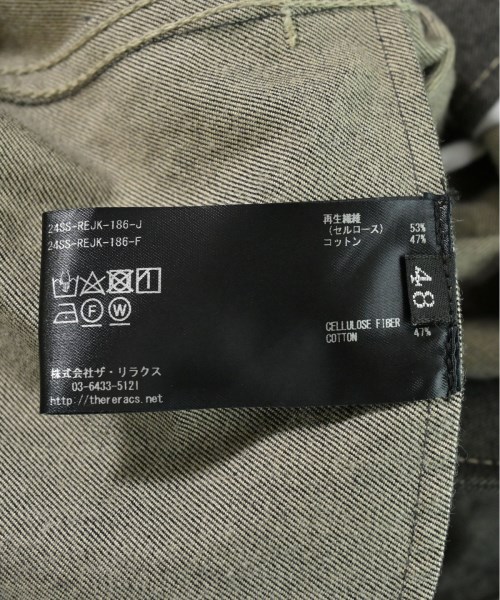 24SS-REJK-186-J
24SS-REJK-186-F
再生繊維
(セルロース) 53%
コットン 47%
48
CELLULOSE FIBER
COTTON 47%
F W
株式会社ザ・リラクス
03-6433-5121
http://thereracs.net